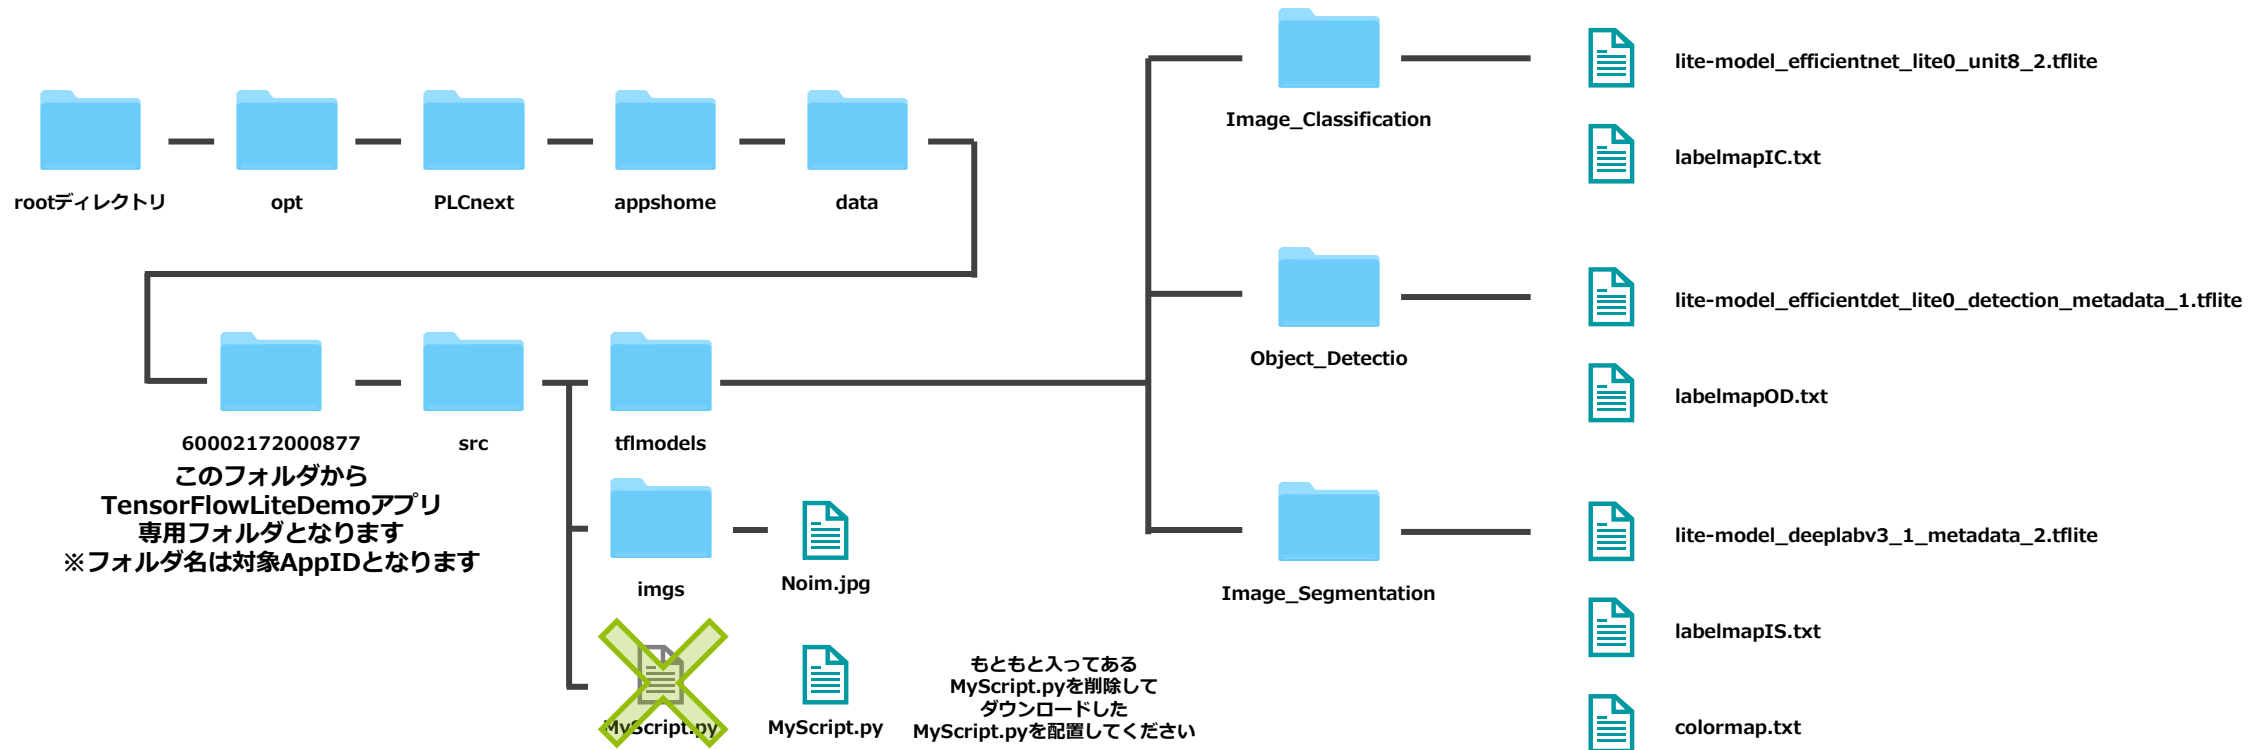 rootディレクトリ
opt
PLCnext
appshome
data
60002172000877
このフォルダから
TensorFlowLiteDemoアプリ
専用フォルダとなります
※フォルダ名は対象AppIDとなります
src
tflmodels
imgs
Noim.jpg
MyScript.py
MyScript.py
もともと入ってある
MyScript.pyを削除して
ダウンロードした
MyScript.pyを配置してください
Image_Classification
lite-model_efficientnet_lite0_unit8_2.tflite
labelmapIC.txt
Object_Detectio
lite-model_efficientdet_lite0_detection_metadata_1.tflite
labelmapOD.txt
Image_Segmentation
lite-model_deeplabv3_1_metadata_2.tflite
labelmapIS.txt
colormap.txt